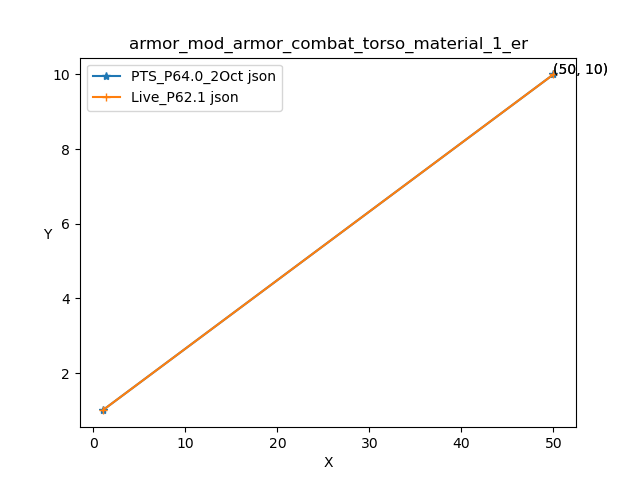 armor_mod_armor_combat_torso_material_1_er
PTS_P64.0_2Oct json
Live_P62.1 json
(50, 10)
10
8
6
4
2
Y
0 10 20 30 40 50
X